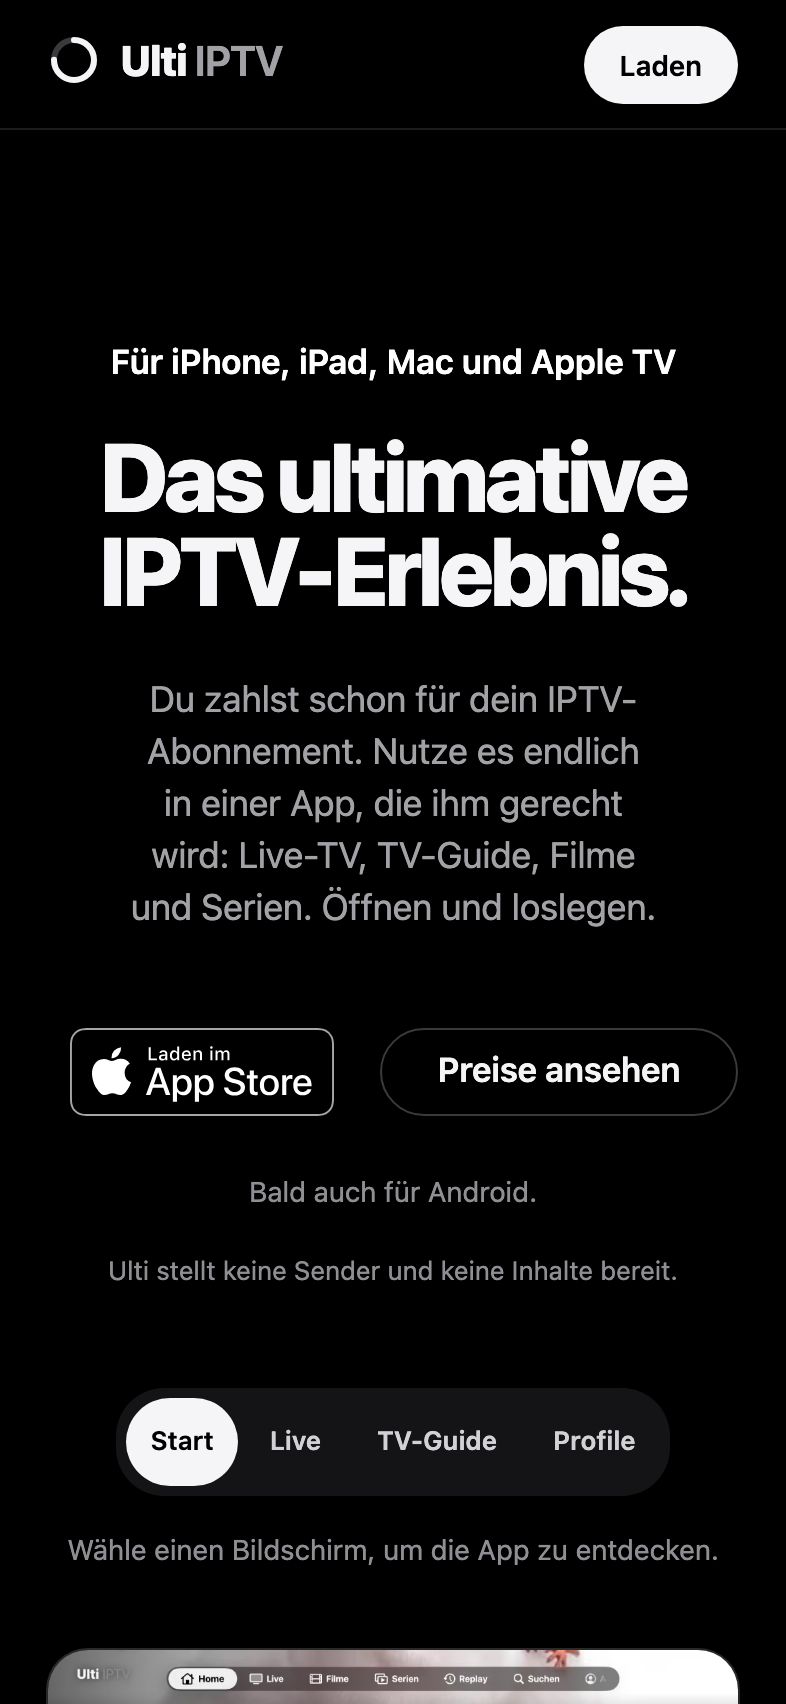 Ulti IPTV
Laden
Für iPhone, iPad, Mac und Apple TV
Das ultimative
IPTV-Erlebnis.
Du zahlst schon für dein IPTV-
Abonnement. Nutze es endlich
in einer App, die ihm gerecht
wird: Live-TV, TV-Guide, Filme
und Serien. Öffnen und loslegen.
Laden im
App Store
Preise ansehen
Bald auch für Android.
Ulti stellt keine Sender und keine Inhalte bereit.
Start Live TV-Guide Profile
Wähle einen Bildschirm, um die App zu entdecken.
Ulti IPTV Home Live Filme Serien Replay Suchen